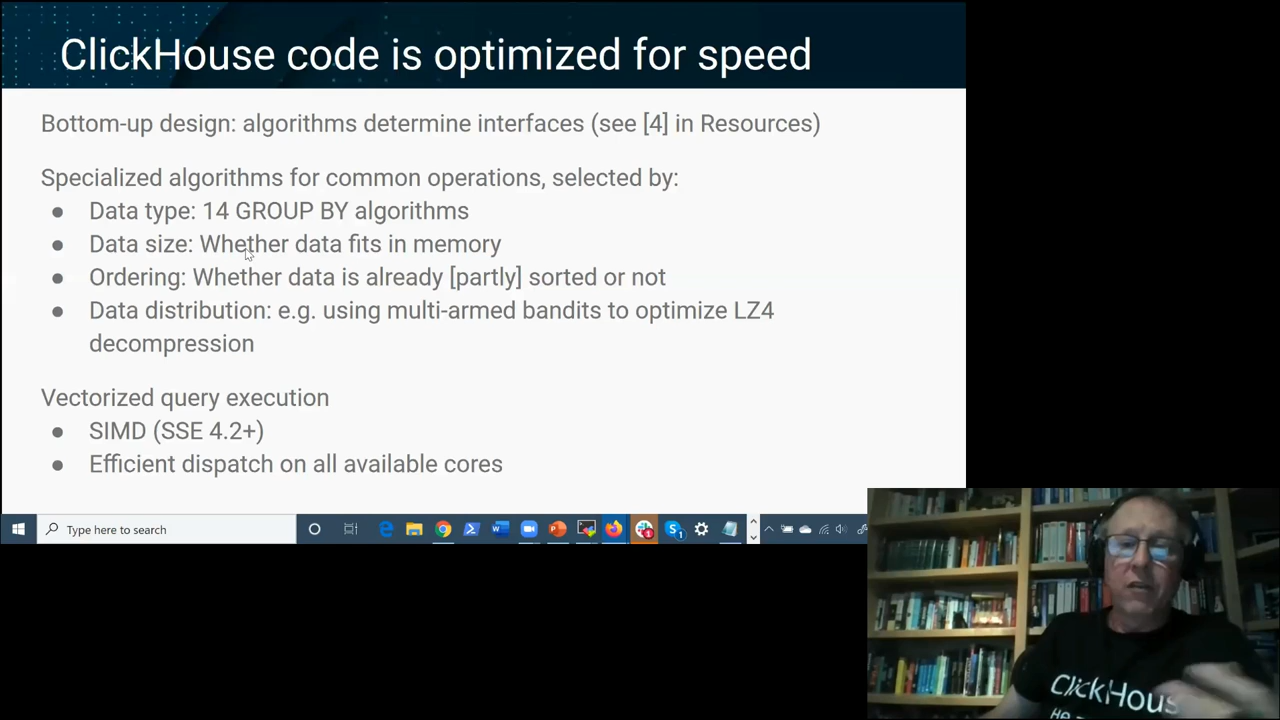 ClickHouse code is optimized for speed
Bottom-up design: algorithms determine interfaces (see [4] in Resources)
Specialized algorithms for common operations, selected by:
● Data type: 14 GROUP BY algorithms
● Data size: Whether data fits in memory
● Ordering: Whether data is already [partly] sorted or not
● Data distribution: e.g. using multi-armed bandits to optimize LZ4
decompression
Vectorized query execution
● SIMD (SSE 4.2+)
● Efficient dispatch on all available cores
Type here to search
ClickHous
не